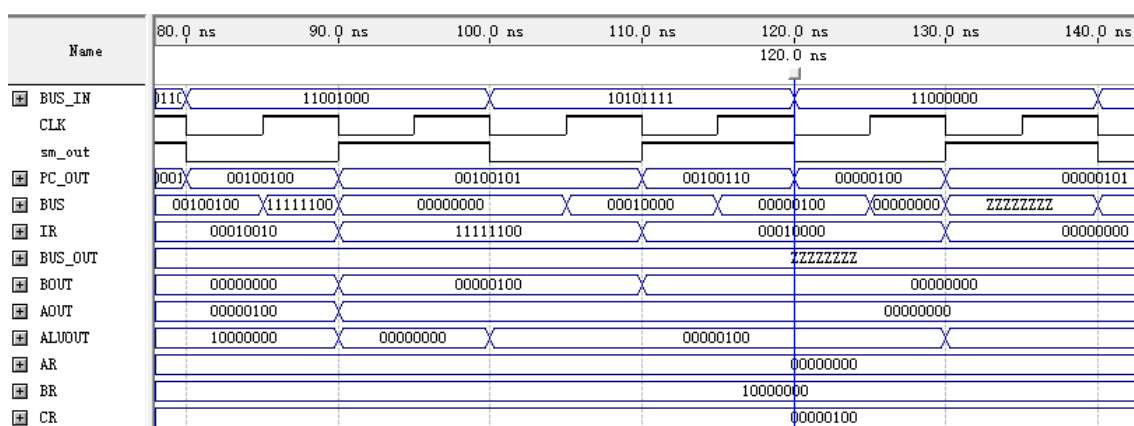 80.0 ns 90.0 ns 100.0 ns 110.0 ns 120.0 ns 130.0 ns 140.0 ns
Name
120.0 ns
BUS_IN 11001000 10101111 11000000
CLK
sm_out
PC_OUT 00100100 00100101 00100110 00000100 00000101
BUS 00100100 11111100 00000000 00010000 00000100 00000000 ZZZZZZZZ
IR 00010010 11111100 00010000 00000000
BUS_OUT ZZZZZZZZ
BOUT 00000000 00000100 00000000
AOUT 00000100 00000000
ALUOUT 10000000 00000000 00000100
AR 00000000
BR 10000000
CR 00000100